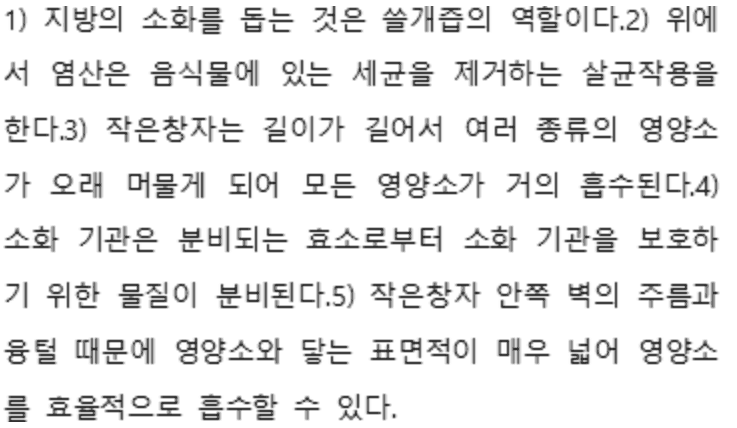 1) 지방의 소화를 돕는 것은 쓸개즙의 역할이다.2) 위에
서 염산은 음식물에 있는 세균을 제거하는 살균작용을
한다.3) 작은창자는 길이가 길어서 여러 종류의 영양소
가 오래 머물게 되어 모든 영양소가 거의 흡수된다.4)
소화 기관은 분비되는 효소로부터 소화 기관을 보호하
기 위한 물질이 분비된다.5) 작은창자 안쪽 벽의 주름과
융털 때문에 영양소와 닿는 표면적이 매우 넓어 영양소
를 효율적으로 흡수할 수 있다.